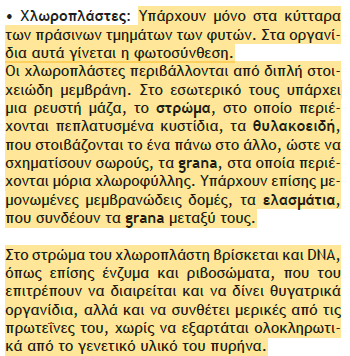 • Χλωροπλάστες: Υπάρχουν μόνο στα κύτταρα
των πράσινων τμημάτων των φυτών. Στα οργανί-
δια αυτά γίνεται η φωτοσύνθεση.
Οι χλωροπλάστες περιβάλλονται από διπλή στοι-
χειώδη μεμβράνη. Στο εσωτερικό τους υπάρχει
μια ρευστή μάζα, το στρώμα, στο οποίο περιέ-
χονται πεπλατυσμένα κυστίδια, τα θυλακοειδή,
που στοιβάζονται το ένα πάνω στο άλλο, ώστε να
σχηματίσουν σωρούς, τα grana, στα οποία περιέ-
χονται μόρια χλωροφύλλης. Υπάρχουν επίσης με-
μονωμένες μεμβρανώδεις δομές, τα ελασμάτια,
που συνδέουν τα grana μεταξύ τους.
Στο στρώμα του χλωροπλάστη βρίσκεται και DNA,
όπως επίσης ένζυμα και ριβοσώματα, που του
επιτρέπουν να διαιρείται και να δίνει θυγατρικά
οργανίδια, αλλά και να συνθέτει μερικές από τις
πρωτεΐνες του, χωρίς να εξαρτάται ολοκληρωτι-
κά από το γενετικό υλικό του πυρήνα.